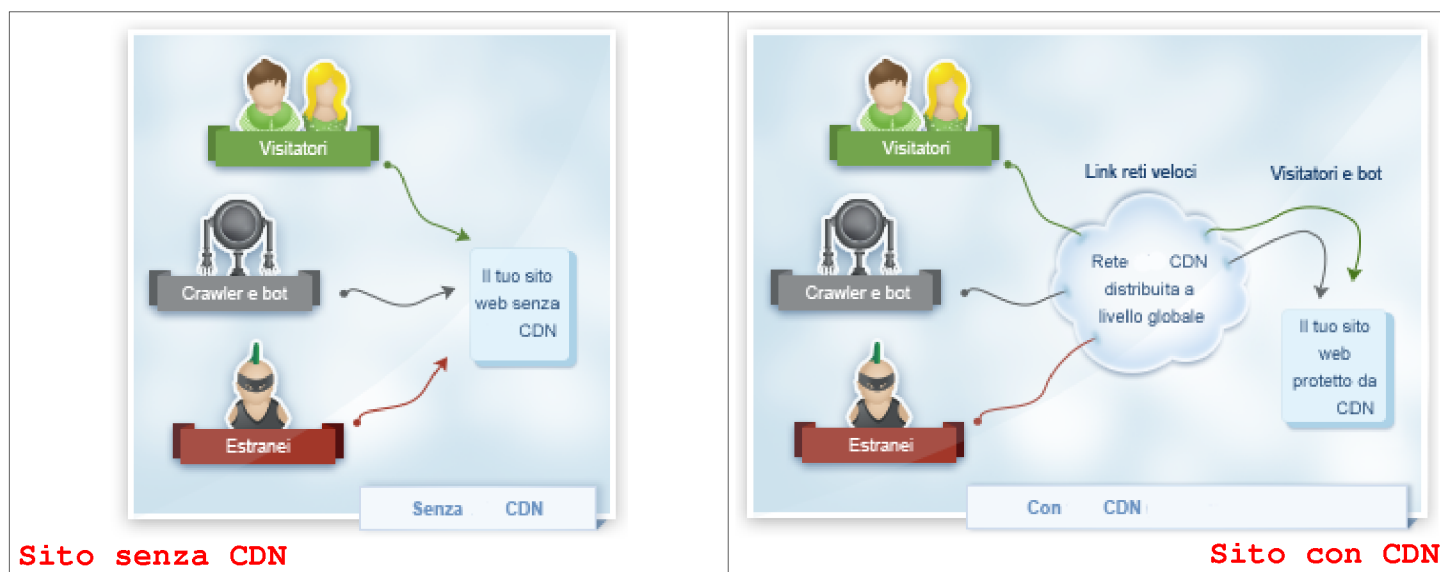 Visitatori
Crawler e bot
Il tuo sito
web senza
CDN
Estranei
Senza CDN
Sito senza CDN
Visitatori
Link reti veloci
Visitatori e bot
Crawler e bot
Rete CDN
distribuita a
livello globale
Il tuo sito
web
protetto da
CDN
Estranei
Con CDN
Sito con CDN